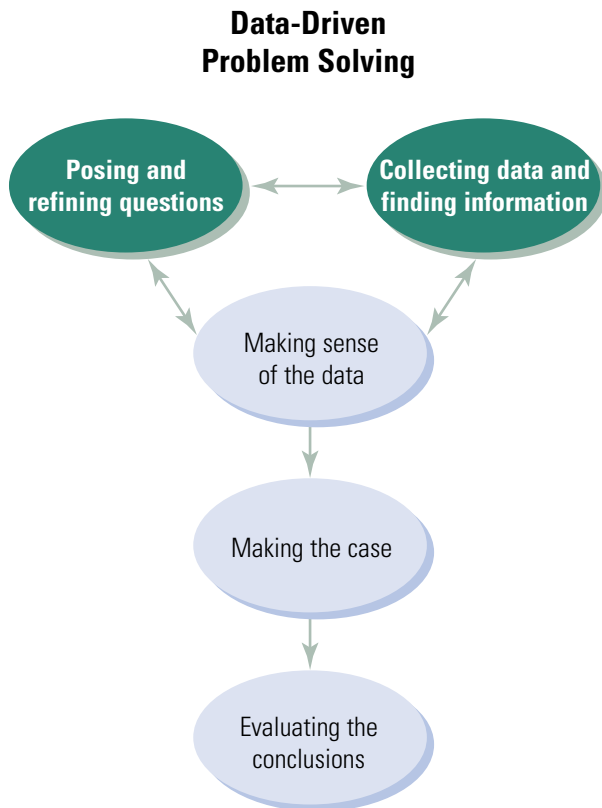 Data-Driven
Problem Solving
Posing and
refining questions
Collecting data and
finding information
Making sense
of the data
Making the case
Evaluating the
conclusions